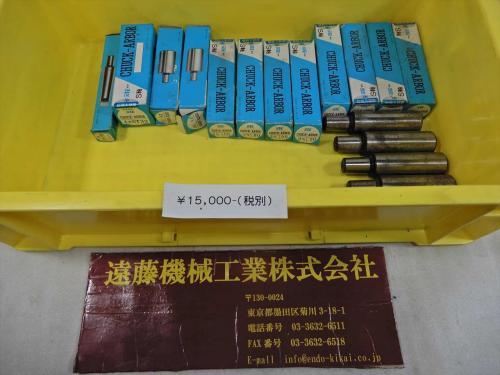 CHUCK-ARBOR
CHUCK-ARBOR
CHUCK-ARBOR
CHUCK-ARBOR
CHUCK-ARBOR
CHUCK-ARBOR
CHUCK-ARBOR
CHUCK-ARBOR
CHUCK-ARBOR
¥15,000-(税別)
遠藤機械工業株式会社
〒130-0024
東京都墨田区菊川3-18-1
電話番号 03-3632-6511
FAX番号 03-3632-6518
E-mail info@endo-kikai.co.jp